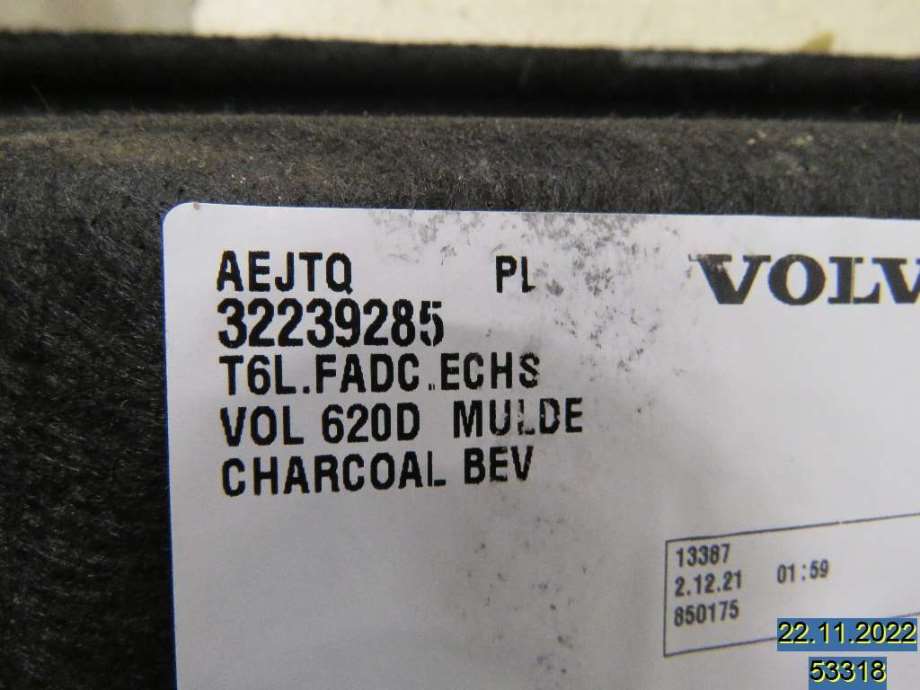 AEJTQ PL
VOLV
32239285
T6L.FADC.ECHS
VOL 620D MULDE
CHARCOAL BEV
13387
2.12.21 01:59
850175
22.11.2022
53318